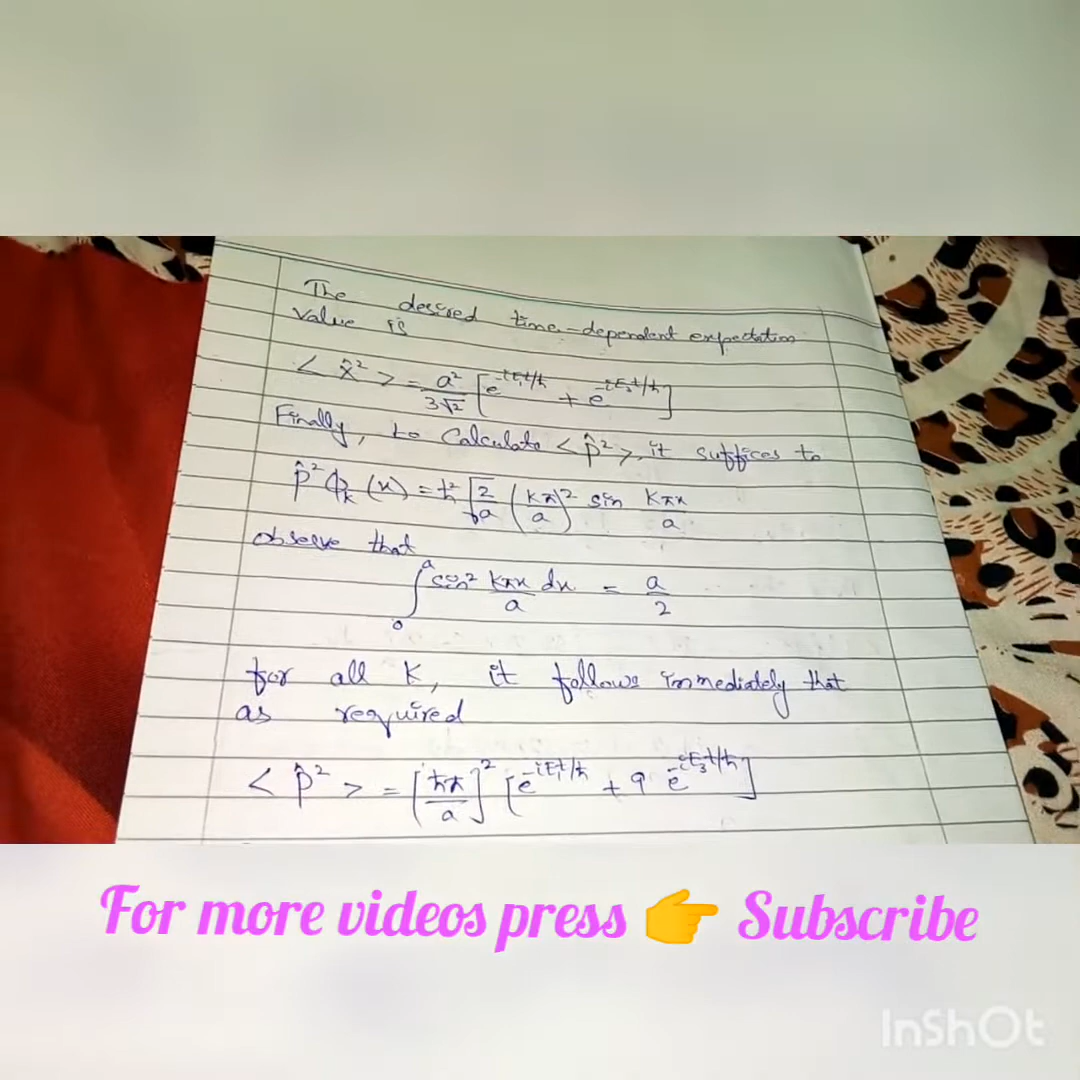 The desired time-dependent expectation
value is
< x̂² > = a²/3√2 [e^-iE₁t/ħ + e^-iE₃t/ħ]
Finally, to calculate < p̂² >, it suffices to
p̂² Φₖ(x) = ħ² √2/a (Kπ/a)² sin Kπx/a
observe that
∫₀ᵃ sin² Kπx/a dx = a/2
for all K, it follows immediately that
as required
< p̂² > = [ħπ/a]² [e^-iE₁t/ħ + 9 e^-iE₃t/ħ]
For more videos press 👉 Subscribe
InShOt